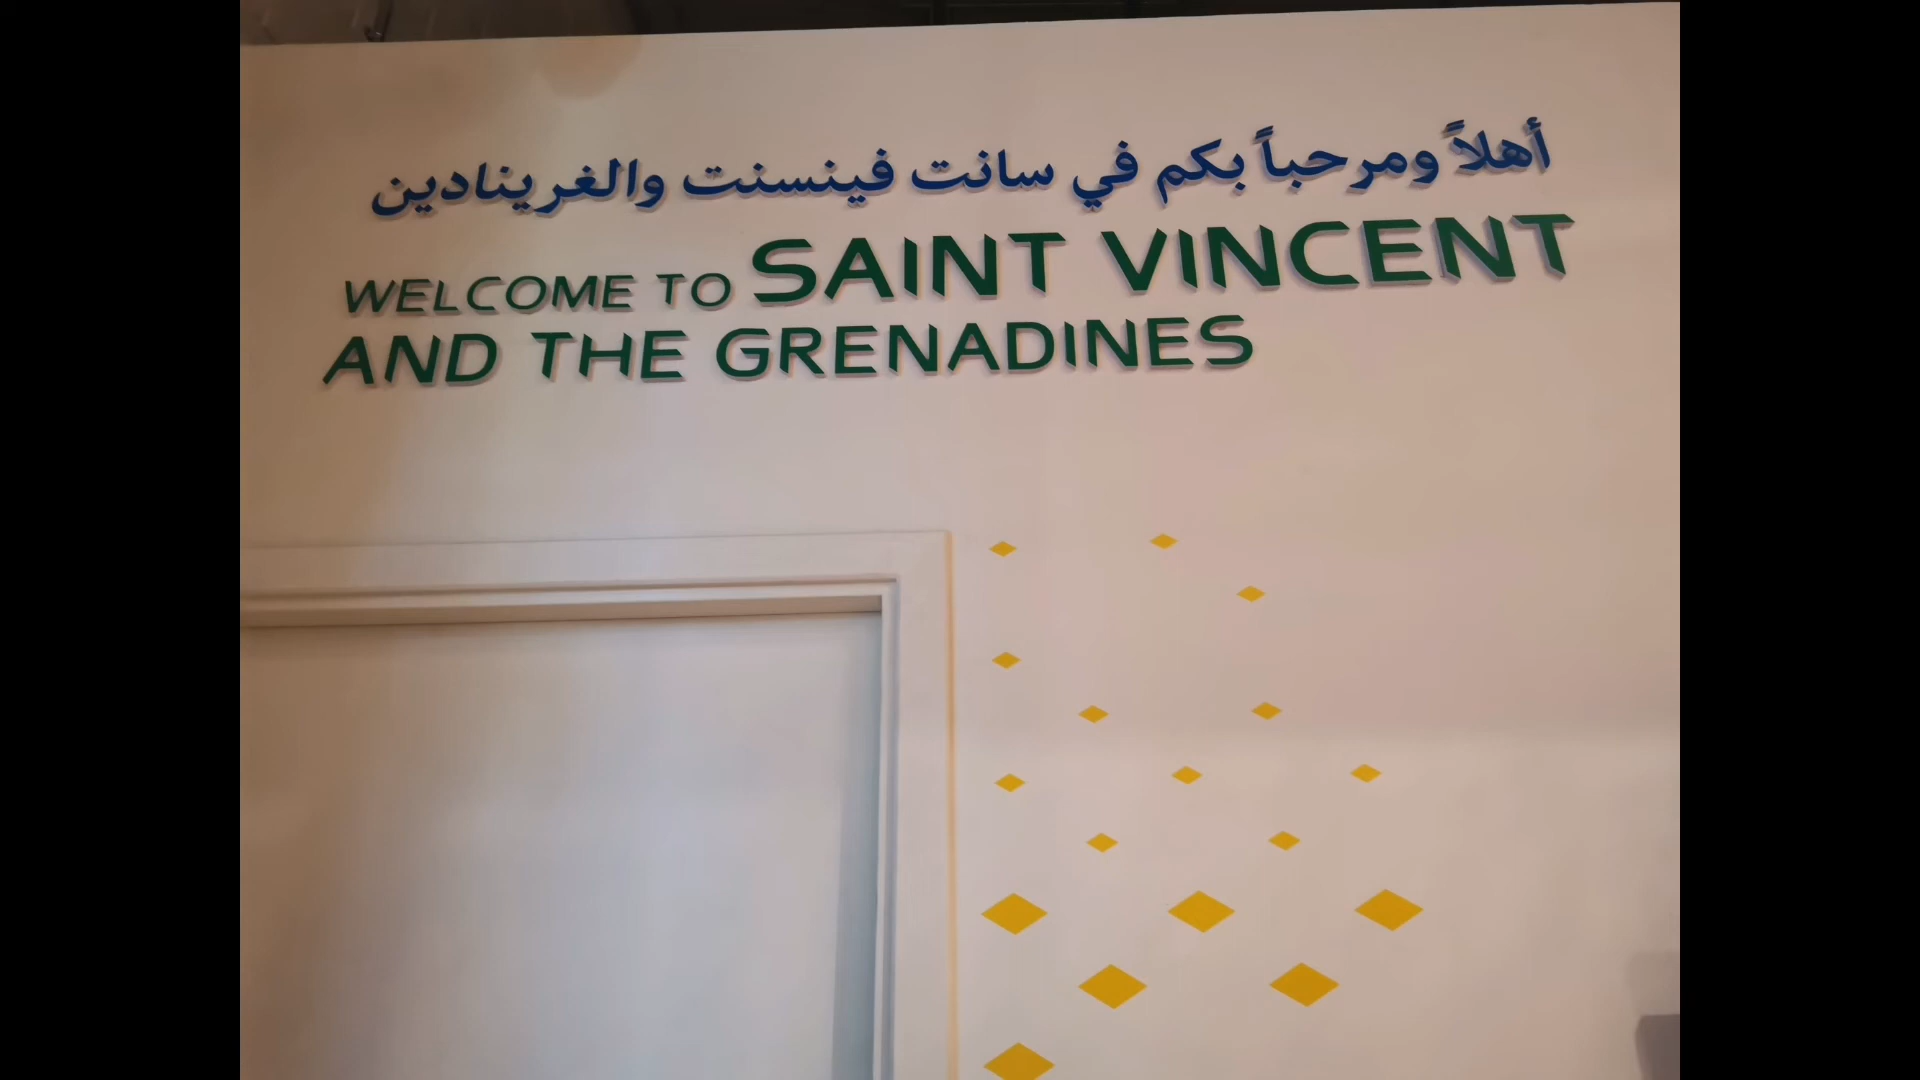 أهلاً ومرحباً بكم في سانت فينسنت والغرينادين
WELCOME TO SAINT VINCENT
AND THE GRENADINES